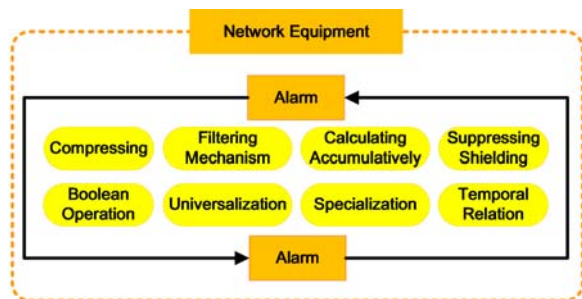 Network Equipment
Alarm
Compressing
Filtering
Mechanism
Calculating
Accumulatively
Suppressing
Shielding
Boolean
Operation
Universalization
Specialization
Temporal
Relation
Alarm